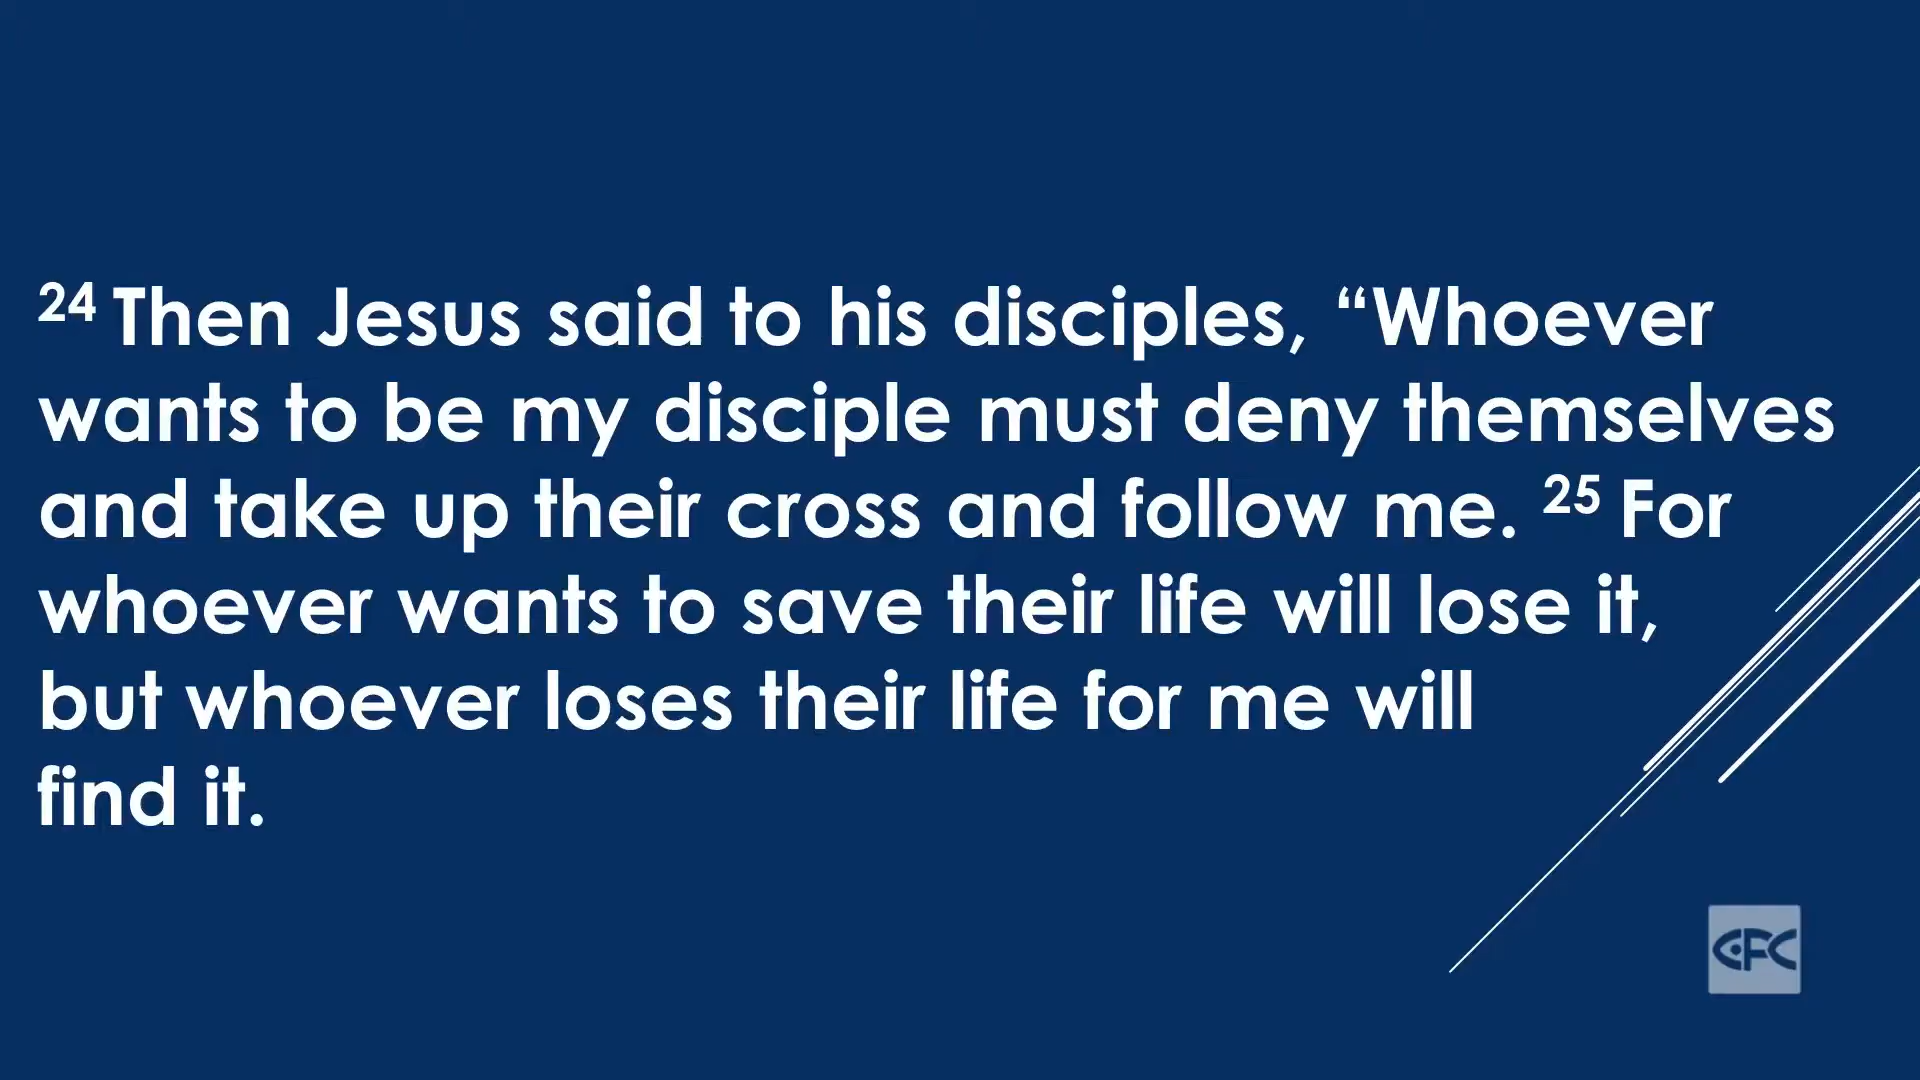 24 Then Jesus said to his disciples, “Whoever
wants to be my disciple must deny themselves
and take up their cross and follow me. 25 For
whoever wants to save their life will lose it,
but whoever loses their life for me will
find it.
CFC